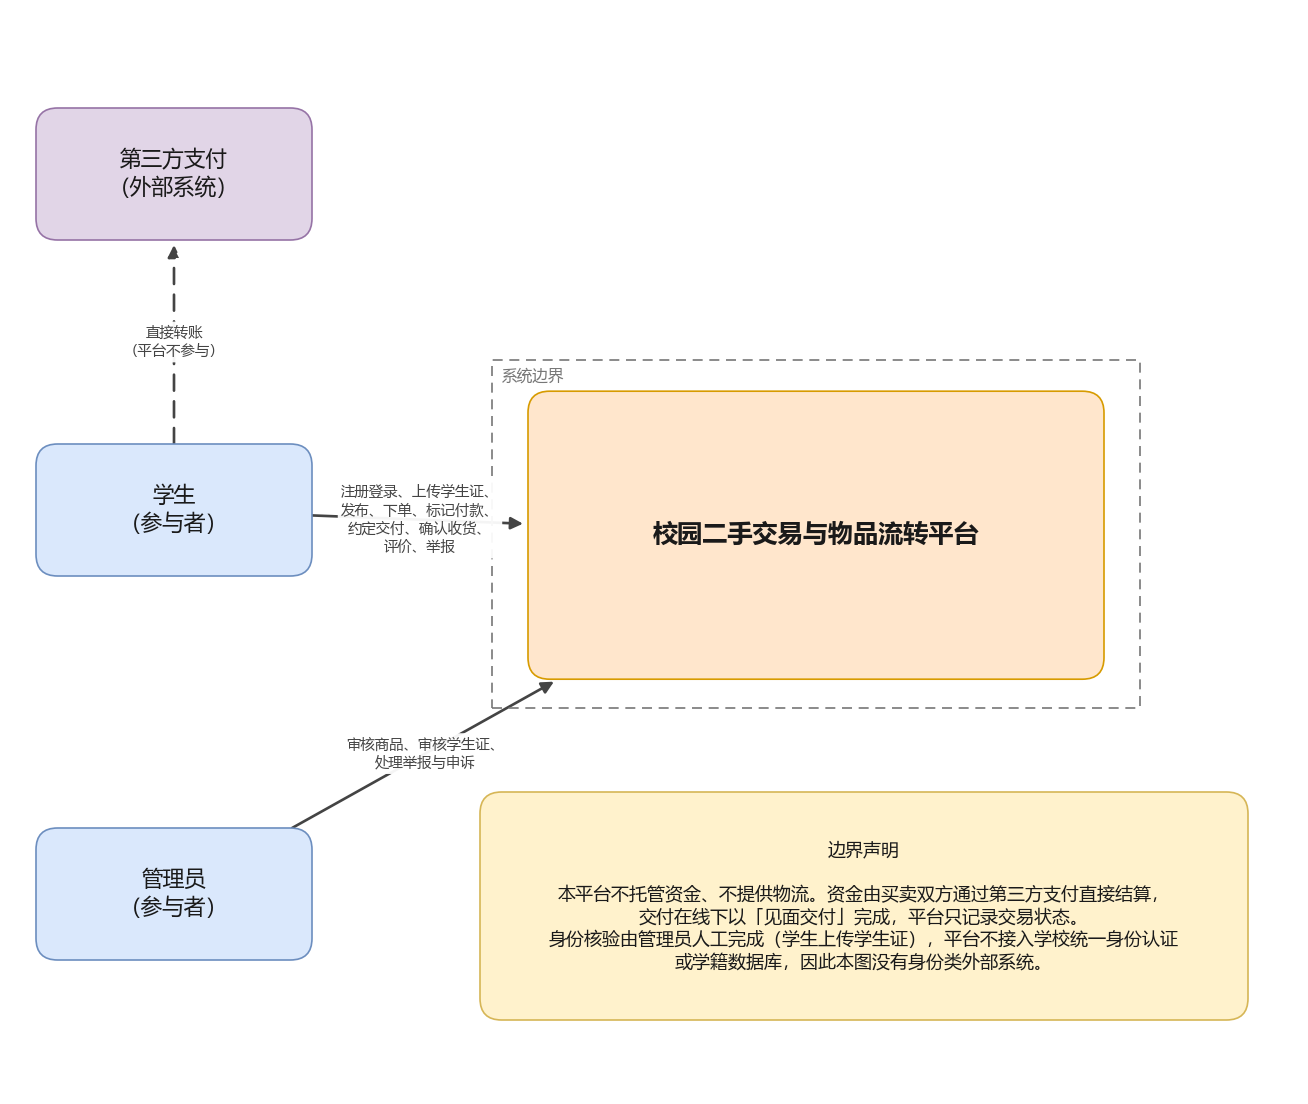 第三方支付
(外部系统)
直接转账
(平台不参与)
系统边界
学生
(参与者)
注册登录、上传学生证、
发布、下单、标记付款、
约定交付、确认收货、
评价、举报
校园二手交易与物品流转平台
审核商品、审核学生证、
处理举报与申诉
管理员
(参与者)
边界声明
本平台不托管资金、不提供物流。资金由买卖双方通过第三方支付直接结算，
交付在线下以「见面交付」完成，平台只记录交易状态。
身份核验由管理员人工完成（学生上传学生证），平台不接入学校统一身份认证
或学籍数据库，因此本图没有身份类外部系统。